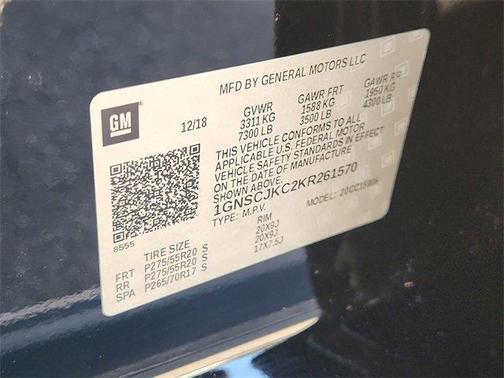 MFD BY GENERAL MOTORS LLC
GM
12/18
GVWR GAWR FRT GAWR RR
3311 KG 1588 KG 1950 KG
7300 LB 3500 LB 4300 LB
THIS VEHICLE CONFORMS TO ALL
APPLICABLE U.S. FEDERAL MOTOR
VEHICLE SAFETY STANDARDS IN EFFECT
ON THE DATE OF MANUFACTURE
SHOWN ABOVE.
1GNSCJKC2KR261570
TYPE: M.P.V. MODEL:
8555
TIRE SIZE RIM
FRT P275/55R20 S 20X9J
RR P275/55R20 S 20X9J
SPA P265/70R17 S 17X7.5J